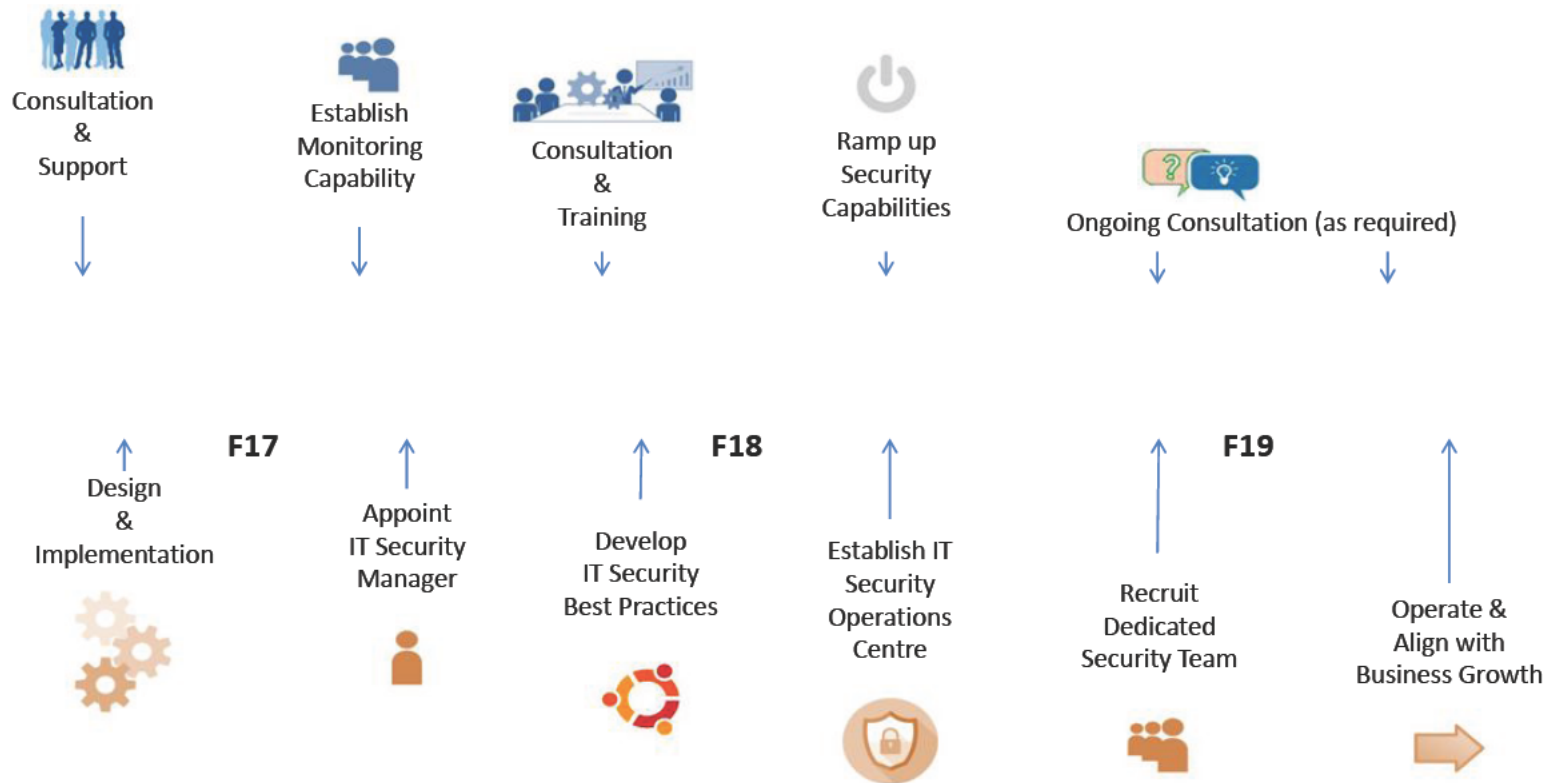 Consultation
&
Support
Establish
Monitoring
Capability
Consultation
&
Training
Ramp up
Security
Capabilities
?
Ongoing Consultation (as required)
F17
F18
F19
Design
&
Implementation
Appoint
IT Security
Manager
Develop
IT Security
Best Practices
Establish IT
Security
Operations
Centre
Recruit
Dedicated
Security Team
Operate &
Align with
Business Growth